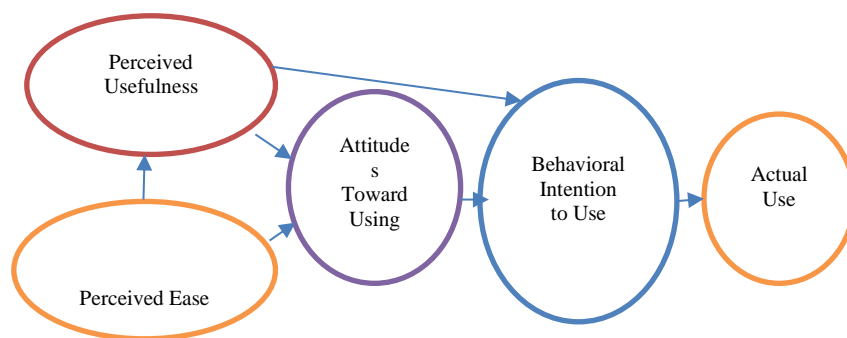 Perceived
Usefulness
Attitude
s
Toward
Using
Behavioral
Intention
to Use
Actual
Use
Perceived Ease